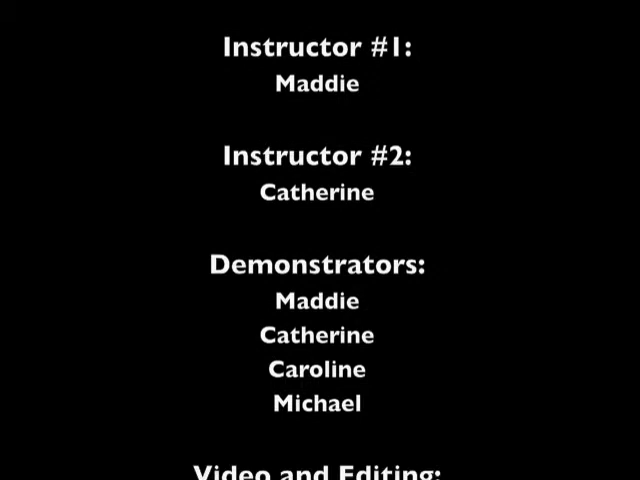 Instructor #1:
Maddie
Instructor #2:
Catherine
Demonstrators:
Maddie
Catherine
Caroline
Michael
Video and Editing: